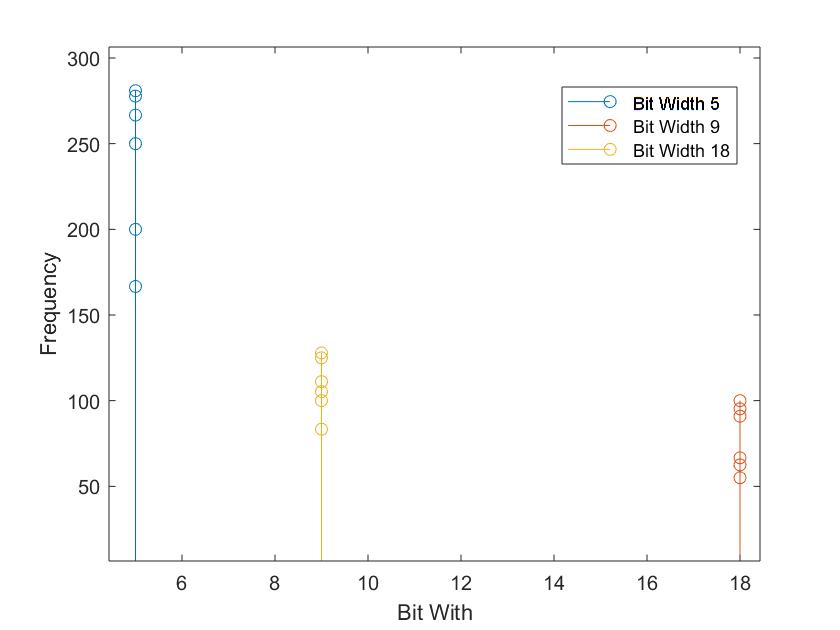 300
250
200
150
100
50
Frequency
Bit Width 5
Bit Width 9
Bit Width 18
6 8 10 12 14 16 18
Bit With